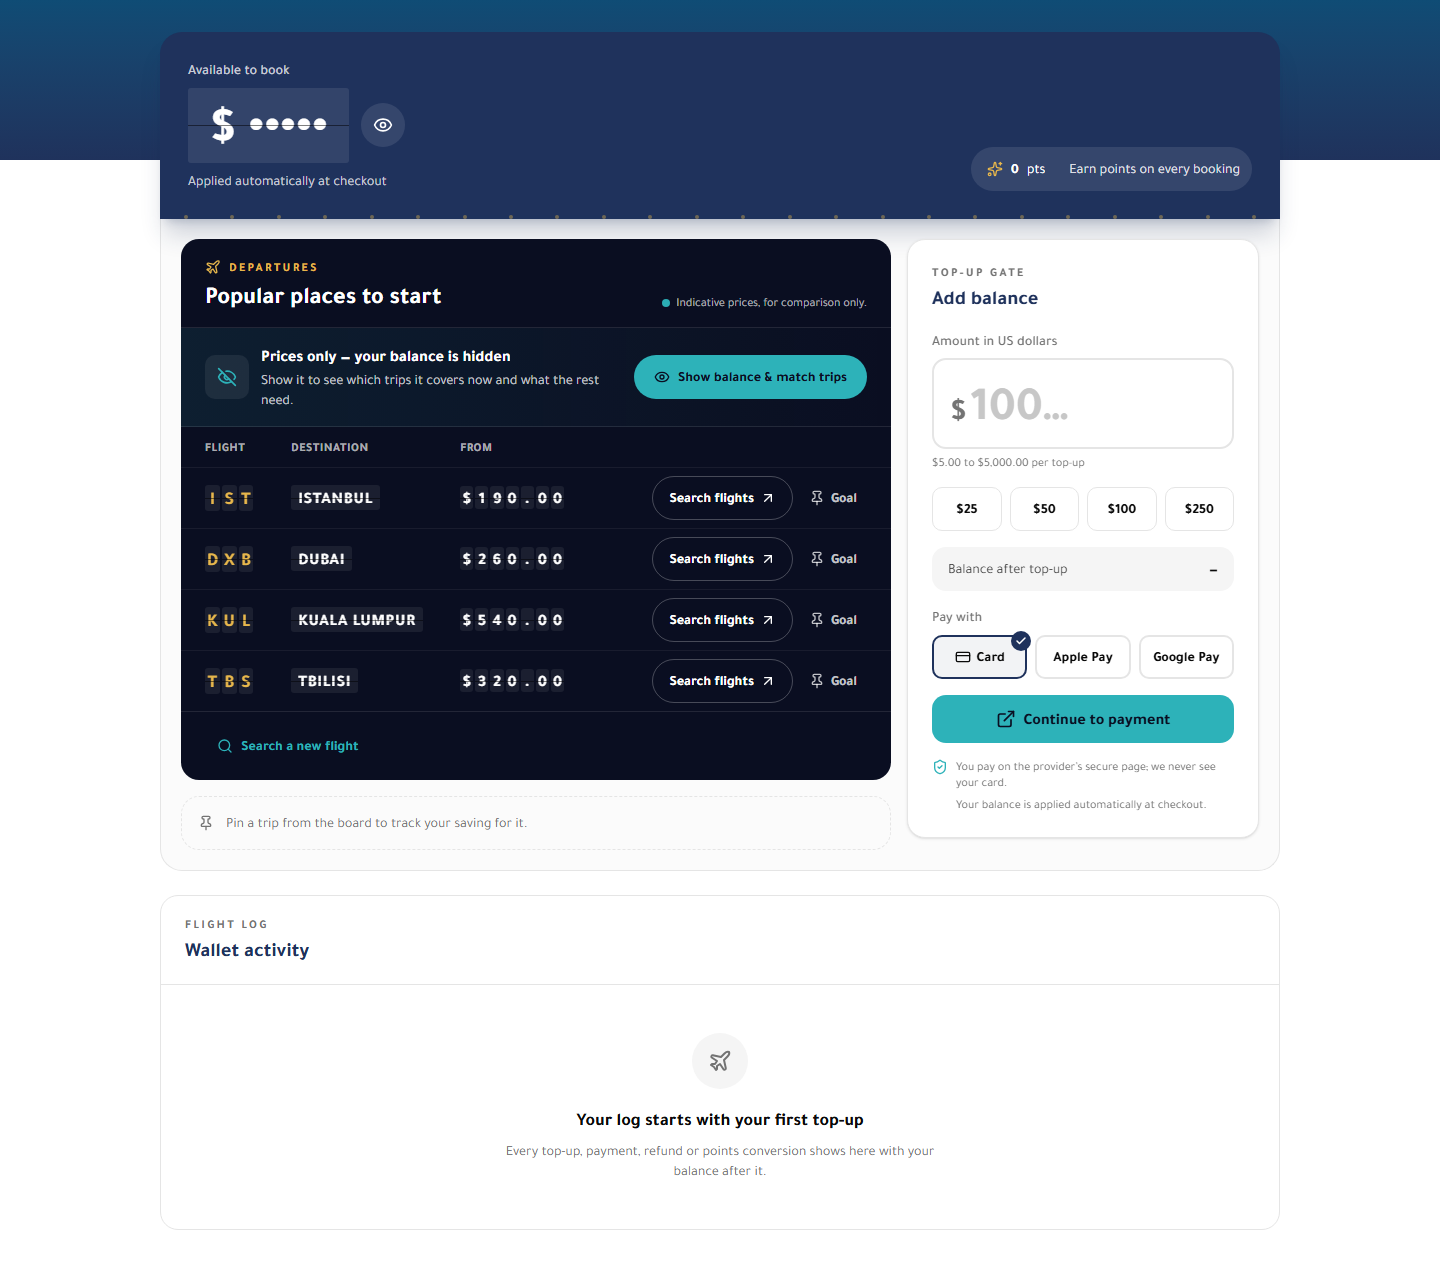 Available to book
$ •••••
Applied automatically at checkout
0 pts Earn points on every booking
DEPARTURES
Popular places to start
Indicative prices, for comparison only.
Prices only – your balance is hidden
Show it to see which trips it covers now and what the rest
need.
Show balance & match trips
FLIGHT DESTINATION FROM
IST ISTANBUL $190.00 Search flights Goal
DXB DUBAI $260.00 Search flights Goal
KUL KUALA LUMPUR $540.00 Search flights Goal
TBS TBILISI $320.00 Search flights Goal
Search a new flight
Pin a trip from the board to track your saving for it.
TOP-UP GATE
Add balance
Amount in US dollars
$ 100...
$5.00 to $5,000.00 per top-up
$25 $50 $100 $250
Balance after top-up –
Pay with
Card Apple Pay Google Pay
Continue to payment
You pay on the provider's secure page; we never see
your card.
Your balance is applied automatically at checkout.
FLIGHT LOG
Wallet activity
Your log starts with your first top-up
Every top-up, payment, refund or points conversion shows here with your
balance after it.